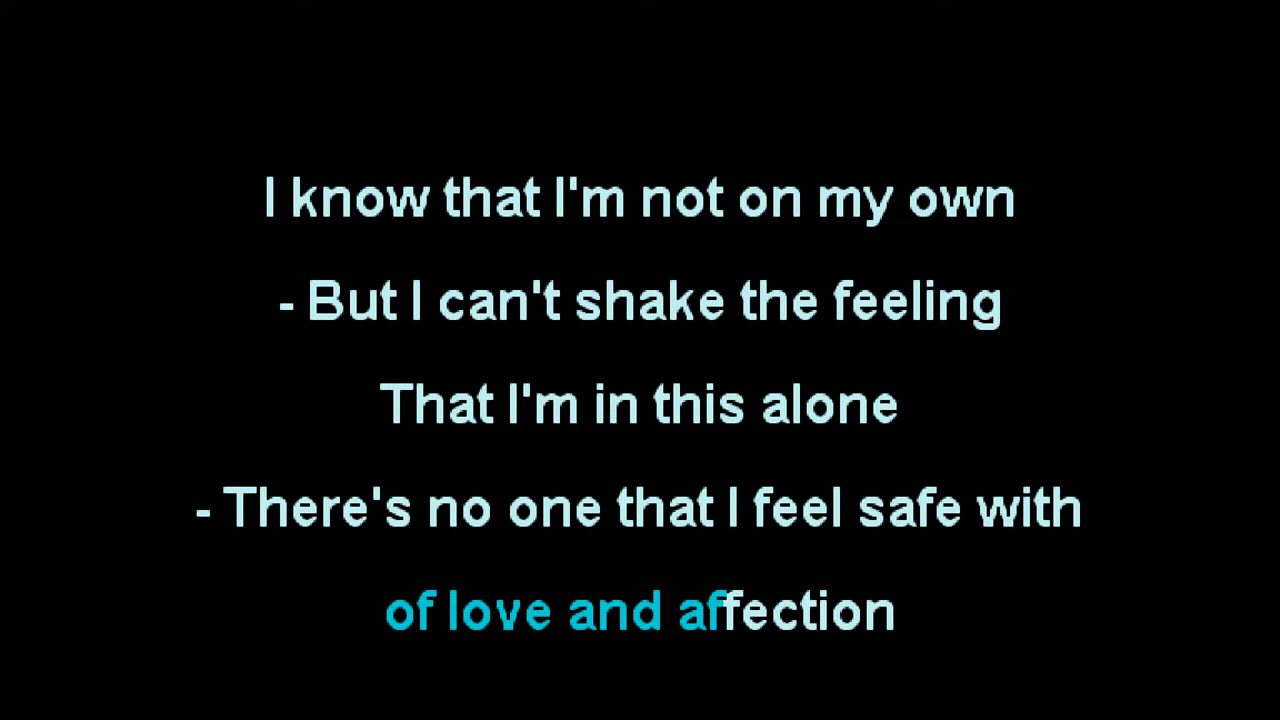 I know that I'm not on my own
- But I can't shake the feeling
That I'm in this alone
- There's no one that I feel safe with
of love and affection